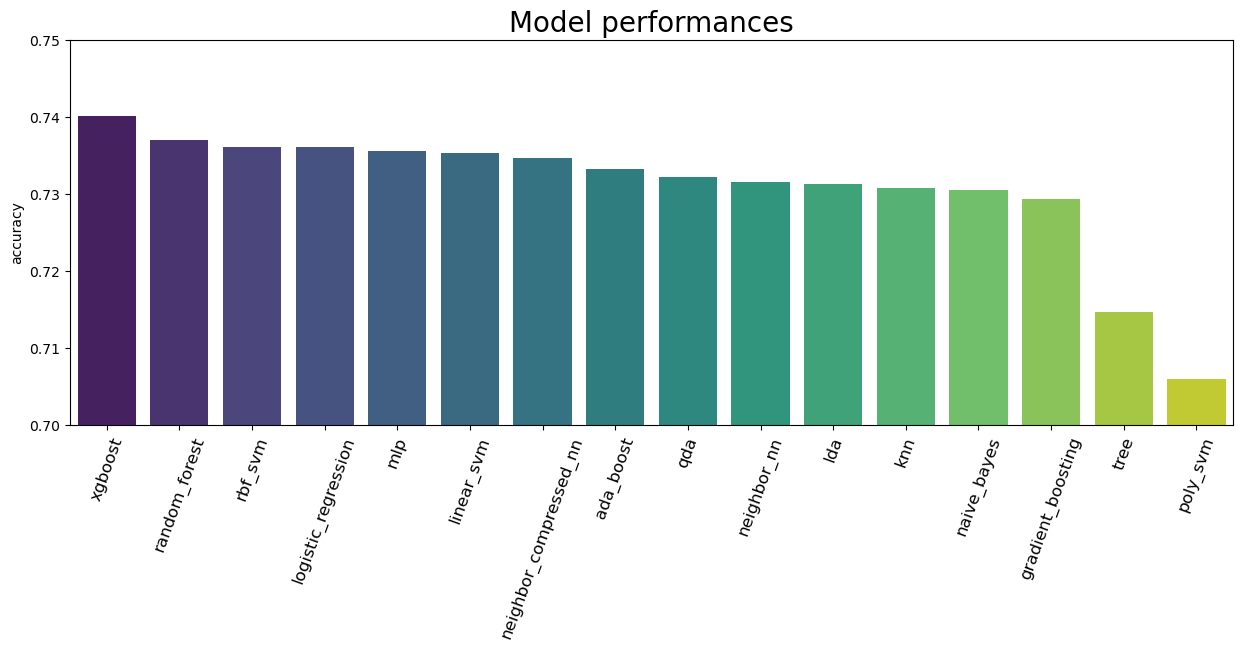 Model performances
0.75
0.74
0.73
0.72
0.71
0.70
accuracy
xgboost
random_forest
rbf_svm
logistic_regression
mlp
linear_svm
neighbor_compressed_nn
ada_boost
qda
neighbor_nn
lda
knn
naive_bayes
gradient_boosting
tree
poly_svm